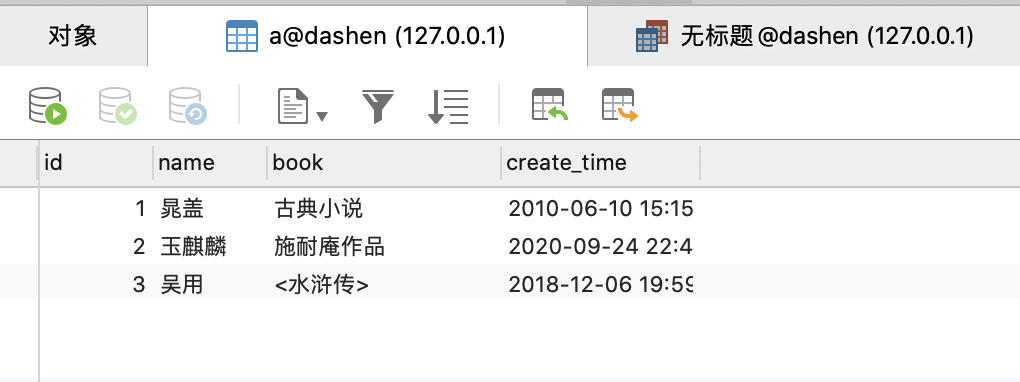 对象 a@dashen (127.0.0.1) 无标题@dashen (127.0.0.1)
id name book create_time
1 晁盖 古典小说 2010-06-10 15:15
2 玉麒麟 施耐庵作品 2020-09-24 22:4
3 吴用 <水浒传> 2018-12-06 19:59